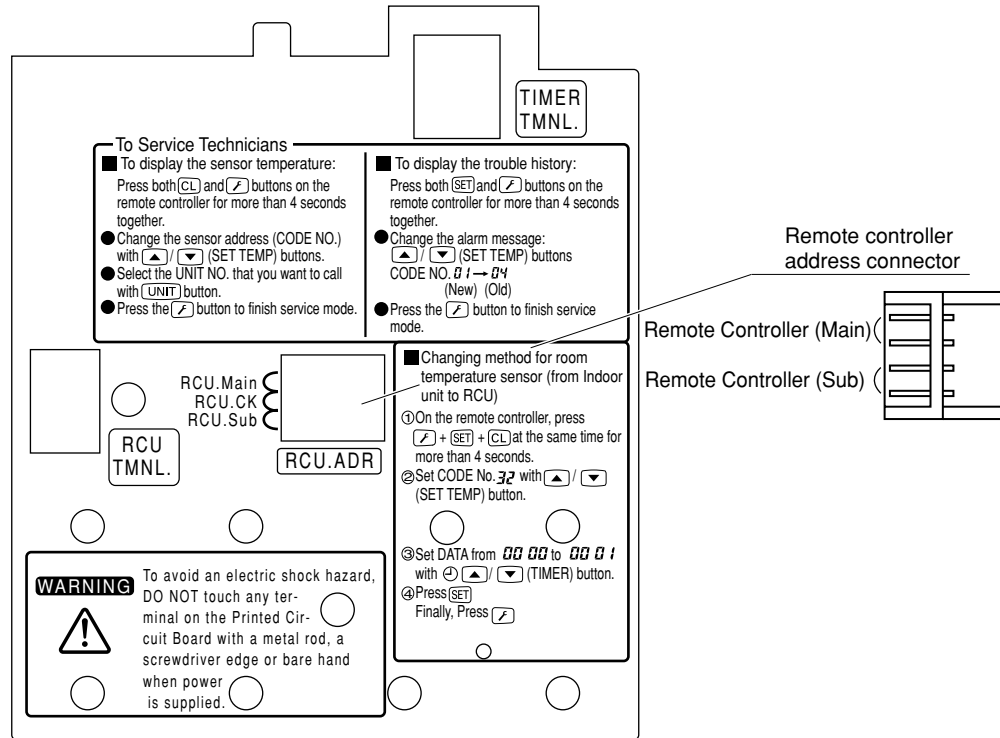 TIMER
TMNL.
To Service Technicians
■ To display the sensor temperature:
Press both CL and buttons on the
remote controller for more than 4 seconds
together.
● Change the sensor address (CODE NO.)
with ▲ / ▼ (SET TEMP) buttons.
● Select the UNIT NO. that you want to call
with UNIT button.
● Press the button to finish service mode.
■ To display the trouble history:
Press both SET and buttons on the
remote controller for more than 4 seconds
together.
● Change the alarm message:
▲ / ▼ (SET TEMP) buttons
CODE NO. 01 → 04
(New) (Old)
● Press the button to finish service
mode.
Remote controller
address connector
Remote Controller (Main)
Remote Controller (Sub)
RCU.Main
RCU.CK
RCU.Sub
RCU
TMNL.
RCU.ADR
■ Changing method for room
temperature sensor (from Indoor
unit to RCU)
① On the remote controller, press
+ SET + CL at the same time for
more than 4 seconds.
② Set CODE No. 32 with ▲ / ▼
(SET TEMP) button.
③ Set DATA from 00 00 to 00 01
with ▲ / ▼ (TIMER) button.
④ Press SET
Finally, Press
WARNING
To avoid an electric shock hazard,
DO NOT touch any ter-
minal on the Printed Cir-
cuit Board with a metal rod, a
screwdriver edge or bare hand
when power
is supplied.